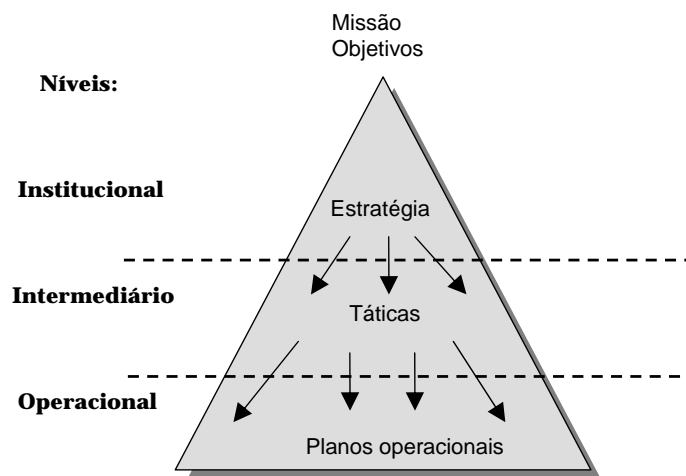 Missão
Objetivos
Níveis:
Institucional
Estratégia
Intermediário
Táticas
Operacional
Planos operacionais